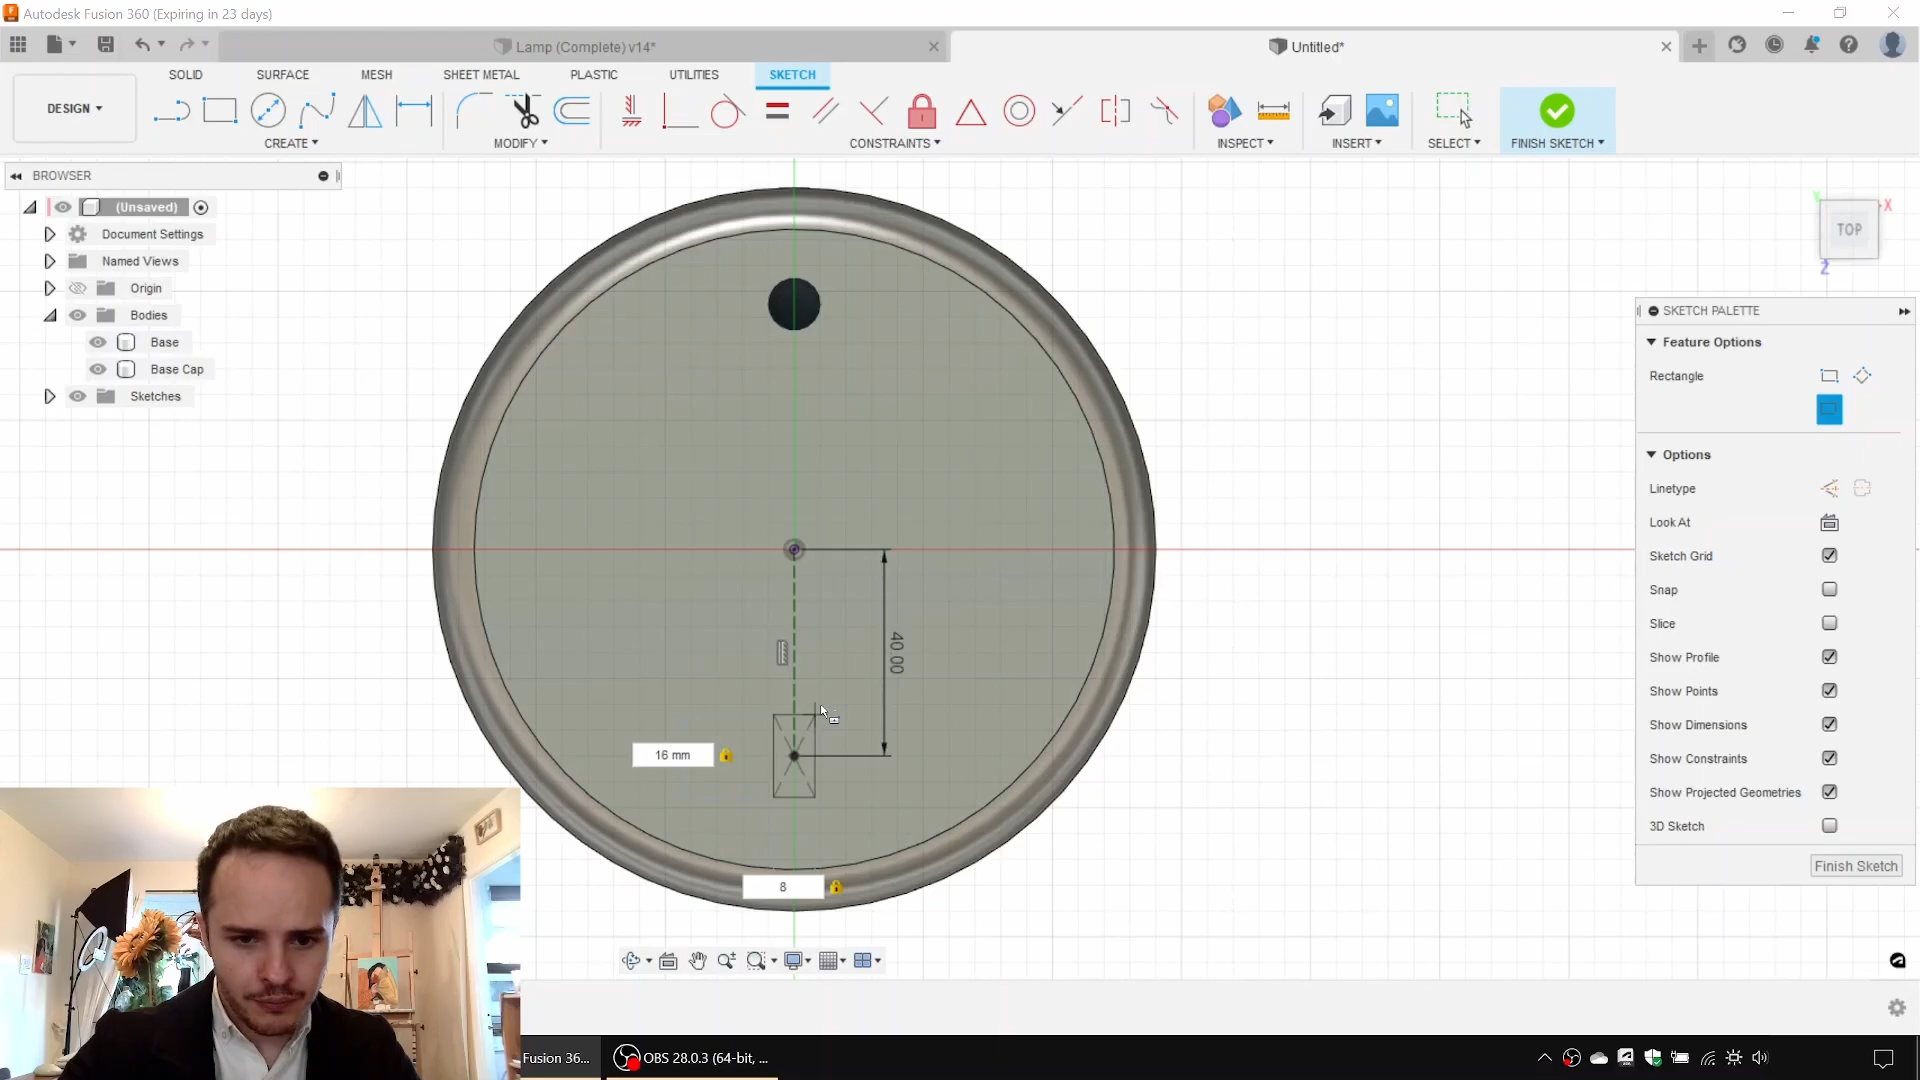 Autodesk Fusion 360 (Expiring in 23 days)
Lamp (Complete) v14*
Untitled*
DESIGN
SOLID
SURFACE
MESH
SHEET METAL
PLASTIC
UTILITIES
SKETCH
CREATE
MODIFY
CONSTRAINTS
INSPECT
INSERT
SELECT
FINISH SKETCH
BROWSER
(Unsaved)
Document Settings
Named Views
Origin
Bodies
Base
Base Cap
Sketches
TOP
X
Y
Z
40.00
16 mm
8
SKETCH PALETTE
Feature Options
Rectangle
Options
Linetype
Look At
Sketch Grid
Snap
Slice
Show Profile
Show Points
Show Dimensions
Show Constraints
Show Projected Geometries
3D Sketch
Finish Sketch
Fusion 36...
OBS 28.0.3 (64-bit, ...